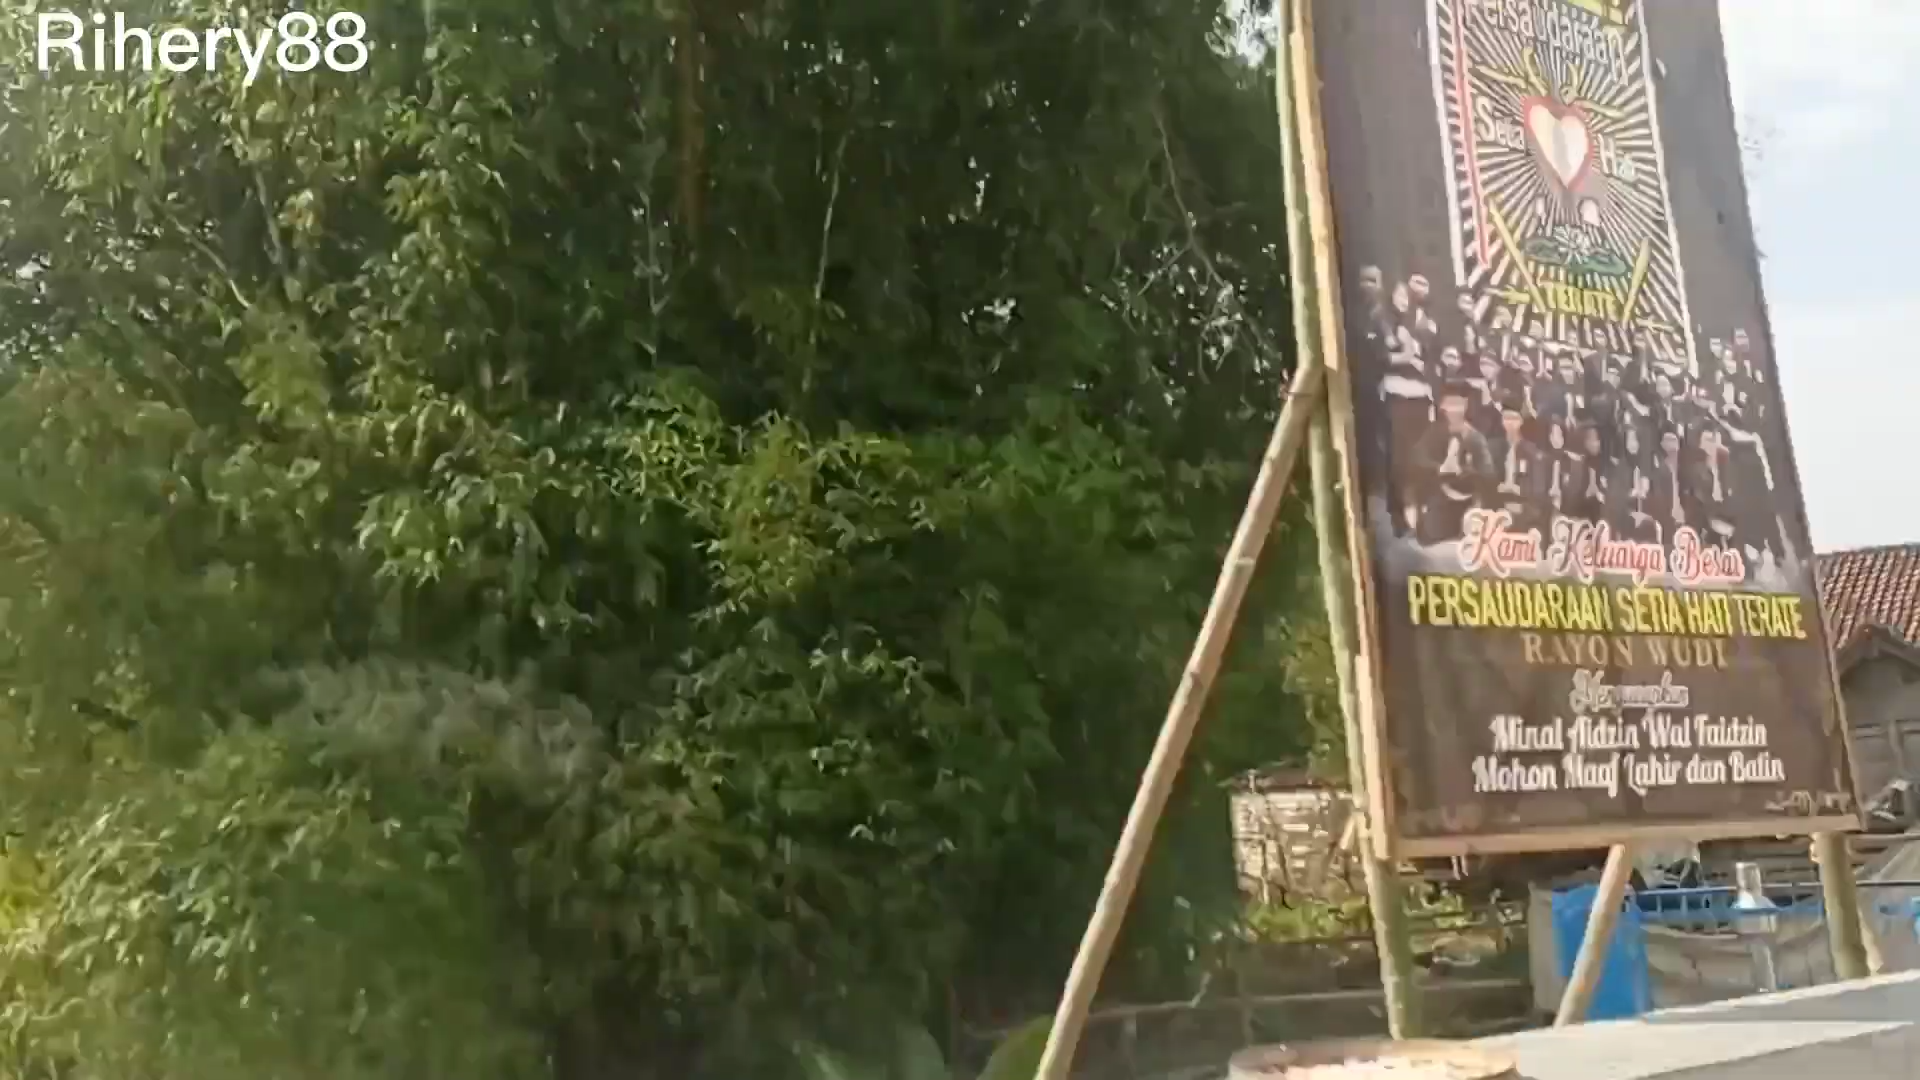 Rihery88
Persaudaraan
Setia Hati
TERATE
Kami Keluarga Besar
PERSAUDARAAN SETIA HATI TERATE
RAYON WUDI
Mengucapkan
Minal Aidzin Wal Faidzin
Mohon Maaf Lahir dan Batin